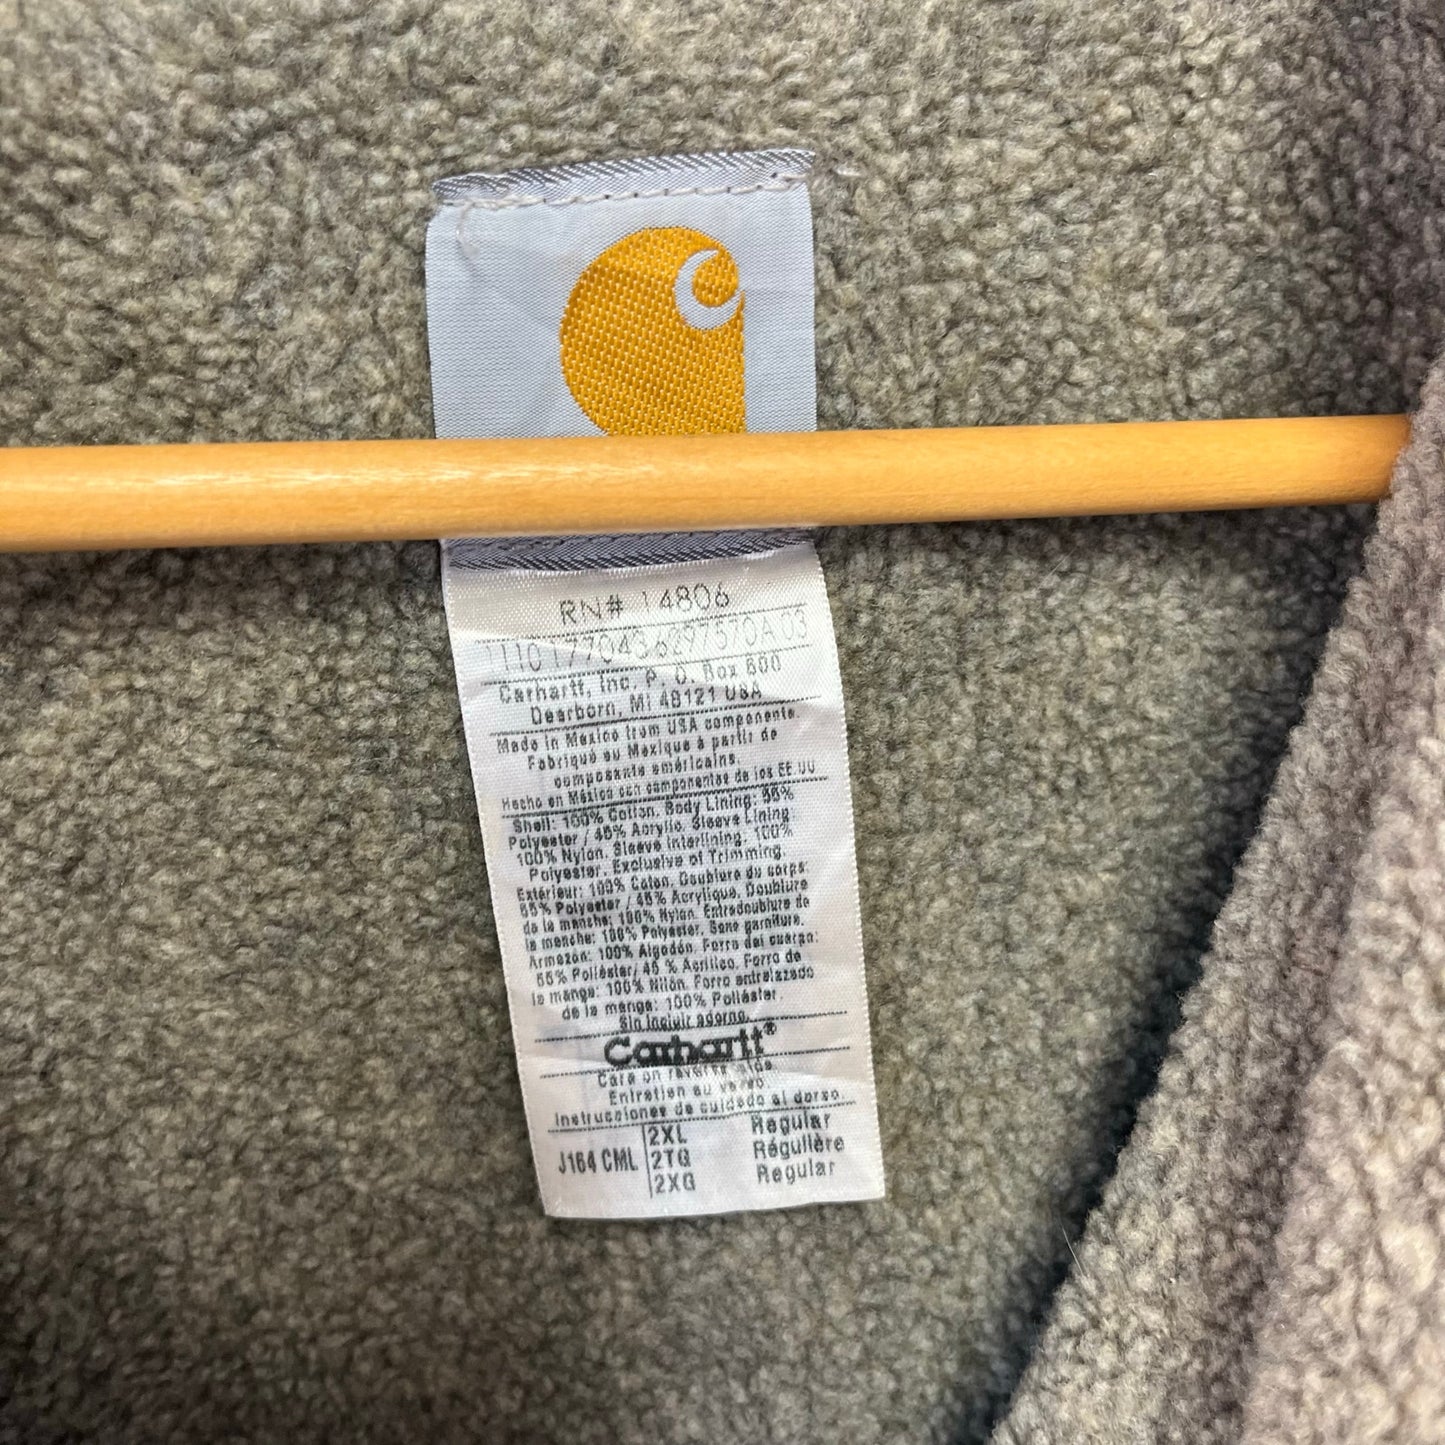 RN# 14806
11101770436297570A 03
Carhartt, Inc. P. O. Box 600
Dearborn, MI 48121 USA
Made in Mexico from USA components.
Fabriqué au Mexique à partir de
composants américains.
Hecho en México con componentes de los EE.UU
Shell: 100% Cotton. Body Lining: 55%
Polyester / 45% Acrylic. Sleeve Lining
100% Nylon. Sleeve Interlining: 100%
Polyester. Exclusive of Trimming.
Extérieur: 100% Coton. Doublure du corps:
55% Polyester / 45% Acrylique. Doublure
de la manche: 100% Nylon. Entredoublure de
la manche: 100% Polyester. Sans garniture.
Armazón: 100% Algodón. Forro del cuerpo:
55% Poliéster/ 45 % Acrílico. Forro de
la manga: 100% Nilón. Forro entrelazado
de la manga: 100% Poliéster.
Sin incluir adorno.
Carhartt®
Care on reverse side
Entretien au verso
Instrucciones de cuidado al dorso
2XL Regular
J164 CML 2TG Régulière
2XG Regular